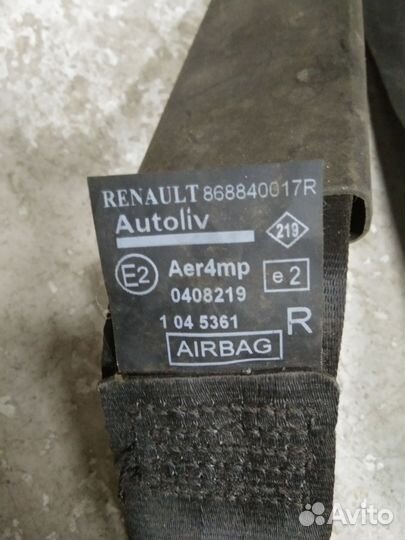 RENAULT 868840017R
Autoliv
219
E2 Aer4mp e 2
0408219
1 04 5361 R
AIRBAG
Avito